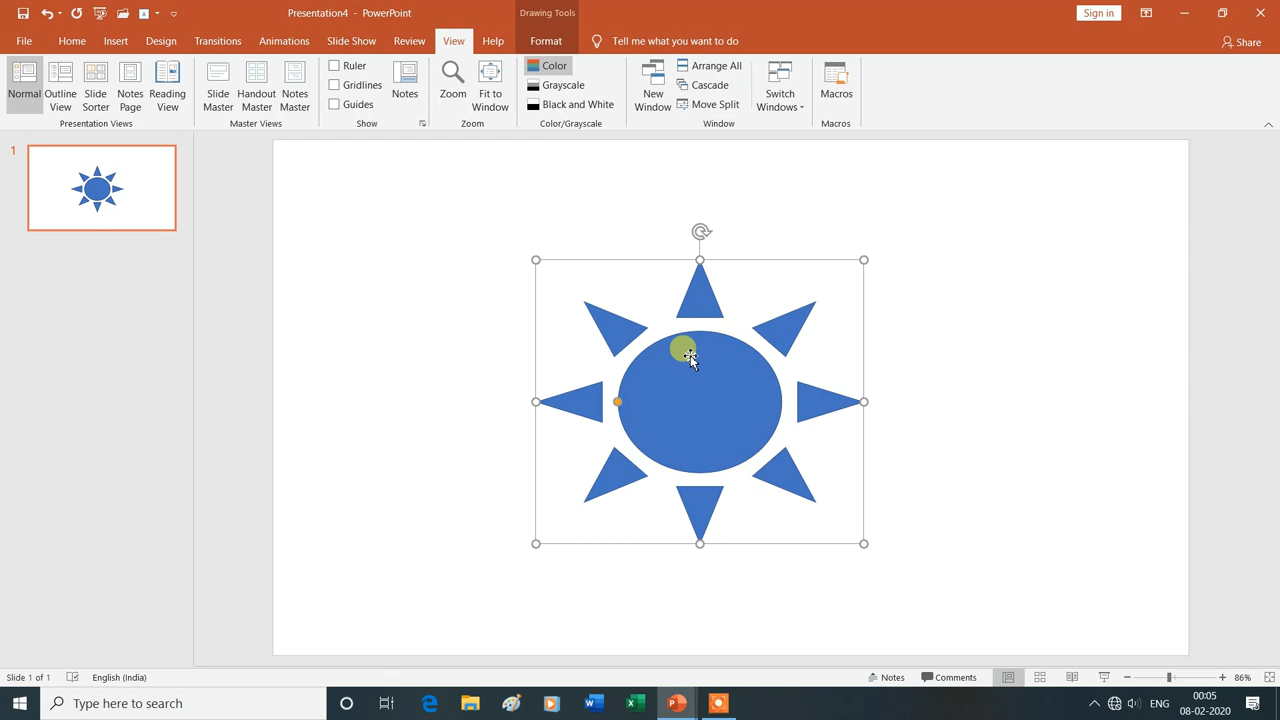 Presentation4 - PowerPoint
Drawing Tools
Sign in
File Home Insert Design Transitions Animations Slide Show Review View Help Format Tell me what you want to do Share
Normal Outline View Slide Sorter Notes Page Reading View
Presentation Views
Slide Master Handout Master Notes Master
Master Views
Ruler
Gridlines
Guides
Notes
Show
Zoom Fit to Window
Zoom
Color
Grayscale
Black and White
Color/Grayscale
New Window
Arrange All
Cascade
Move Split
Switch Windows
Window
Macros
Macros
1
Slide 1 of 1 English (India) Notes Comments 86%
Type here to search
ENG
00:05
08-02-2020